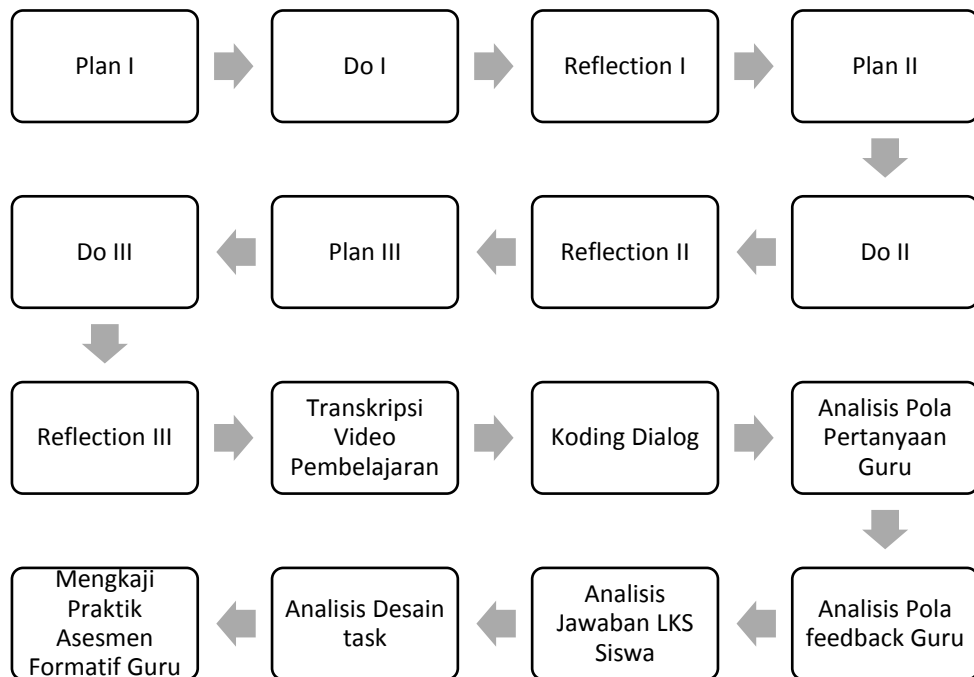 Plan I
Do I
Reflection I
Plan II
Do II
Reflection II
Plan III
Do III
Reflection III
Transkripsi
Video
Pembelajaran
Koding Dialog
Analisis Pola
Pertanyaan
Guru
Analisis Pola
feedback Guru
Analisis
Jawaban LKS
Siswa
Analisis Desain
task
Mengkaji
Praktik
Asesmen
Formatif Guru